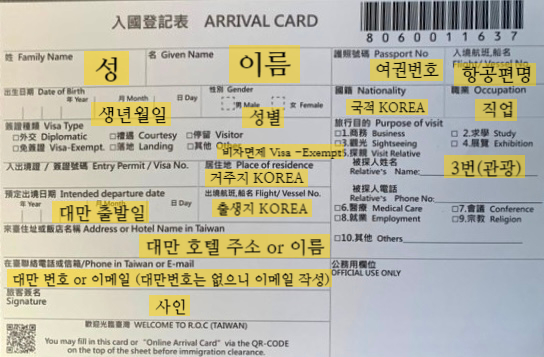 入國登記表 ARRIVAL CARD
8086001137
姓 Family Name
성
名 Given Name
이름
護照號碼 Passport No
여권번호
入境航班.船名
Flight / Vessel No.
항공편명
出生日期 Date of Birth
年 Year 月 Month 日 Day
생년월일
性別 Gender
男 Male 女 Female
성별
國籍 Nationality
국적 KOREA
職業 Occupation
직업
簽證種類 Visa Type
□外交 Diplomatic □禮遇 Courtesy □停留 Visitor
□免簽證 Visa-Exempt. □落地 Landing □其他
비자면제 Visa -Exempt
旅行目的 Purpose of visit
□1.商務 Business □2.求學 Study
□3.觀光 Sightseeing □4.展覽 Exhibition
5.探親 Visit Relative
3번(관광)
被探人姓名
Relative's Name:
被探人電話
Relative's Phone No:
□6.醫療 Medical Care □7.會議 Conference
□8.就業 Employment □9.宗教 Religion
□10.其他 Others
入出境證 / 簽證號碼 Entry Permit / Visa No.
居住地 Place of residence
거주지 KOREA
預定出境日期 Intended departure date
年 Year 日 Day
대만 출발일
出境航班.船名 Flight/ Vessel No.
출생지 KOREA
來臺住址或飯店名稱 Address or Hotel Name in Taiwan
대만 호텔 주소 or 이름
在臺聯絡電話或信箱/Phone in Taiwan or E-mail
대만 번호 or 이메일 (대만번호는 없으니 이메일 작성)
旅客簽名
Signature
사인
公務用欄位
OFFICIAL USE ONLY
歡迎光臨臺灣 WELCOME TO R.O.C (TAIWAN)
You may fill in this card or "Online Arrival Card" via the QR-CODE
on the top of the sheet before immigration clearance.